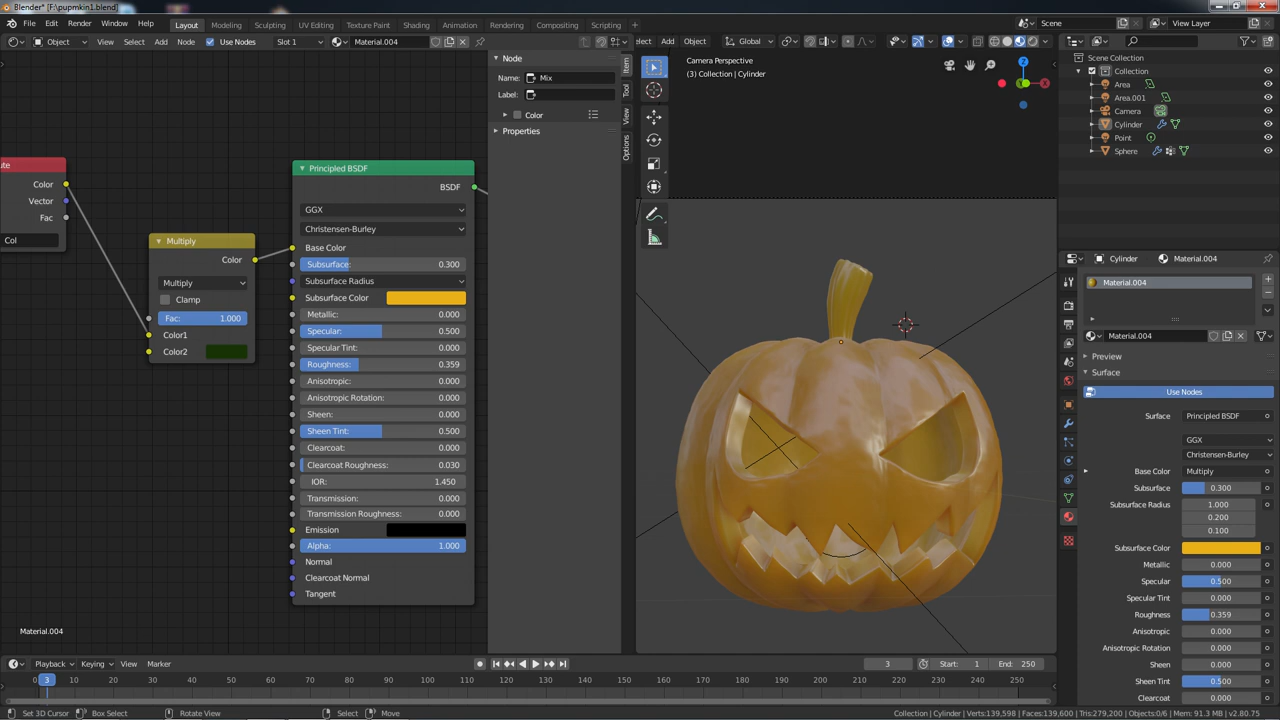 Blender* [F:\pupmkin1.blend]
File Edit Render Window Help Layout Modeling Sculpting UV Editing Texture Paint Shading Animation Rendering Compositing Scripting + Scene View Layer
Object View Select Add Node Use Nodes Slot 1 Material.004
ect Add Object Global
Node
Name: Mix
Label:
Color
Properties
Item
Tool
View
Options
ute
Color
Vector
Fac
Col
Multiply
Color
Multiply
Clamp
Fac: 1.000
Color1
Color2
Principled BSDF
BSDF
GGX
Christensen-Burley
Base Color
Subsurface: 0.300
Subsurface Radius
Subsurface Color
Metallic: 0.000
Specular: 0.500
Specular Tint: 0.000
Roughness: 0.359
Anisotropic: 0.000
Anisotropic Rotation: 0.000
Sheen: 0.000
Sheen Tint: 0.500
Clearcoat: 0.000
Clearcoat Roughness: 0.030
IOR: 1.450
Transmission: 0.000
Transmission Roughness: 0.000
Emission
Alpha: 1.000
Normal
Clearcoat Normal
Tangent
Material.004
Camera Perspective
(3) Collection | Cylinder
Z
Y
X
Scene Collection
Collection
Area
Area.001
Camera
Cylinder
Point
Sphere
Cylinder Material.004
Material.004
Material.004
Preview
Surface
Use Nodes
Surface Principled BSDF
GGX
Christensen-Burley
Base Color Multiply
Subsurface 0.300
Subsurface Radius 1.000
0.200
0.100
Subsurface Color
Metallic 0.000
Specular 0.500
Specular Tint 0.000
Roughness 0.359
Anisotropic 0.000
Anisotropic Rotation 0.000
Sheen 0.000
Sheen Tint 0.500
Clearcoat 0.000
Playback Keying View Marker 3 Start: 1 End: 250
0 3 10 20 30 40 50 60 70 80 90 100 110 120 130 140 150 160 170 180 190 200 210 220 230 240 250
Set 3D Cursor Box Select Rotate View Select Move Collection | Cylinder | Verts:139,598 | Faces:139,600 | Tris:279,200 | Objects:0/6 | Mem: 91.3 MB | v2.80.75